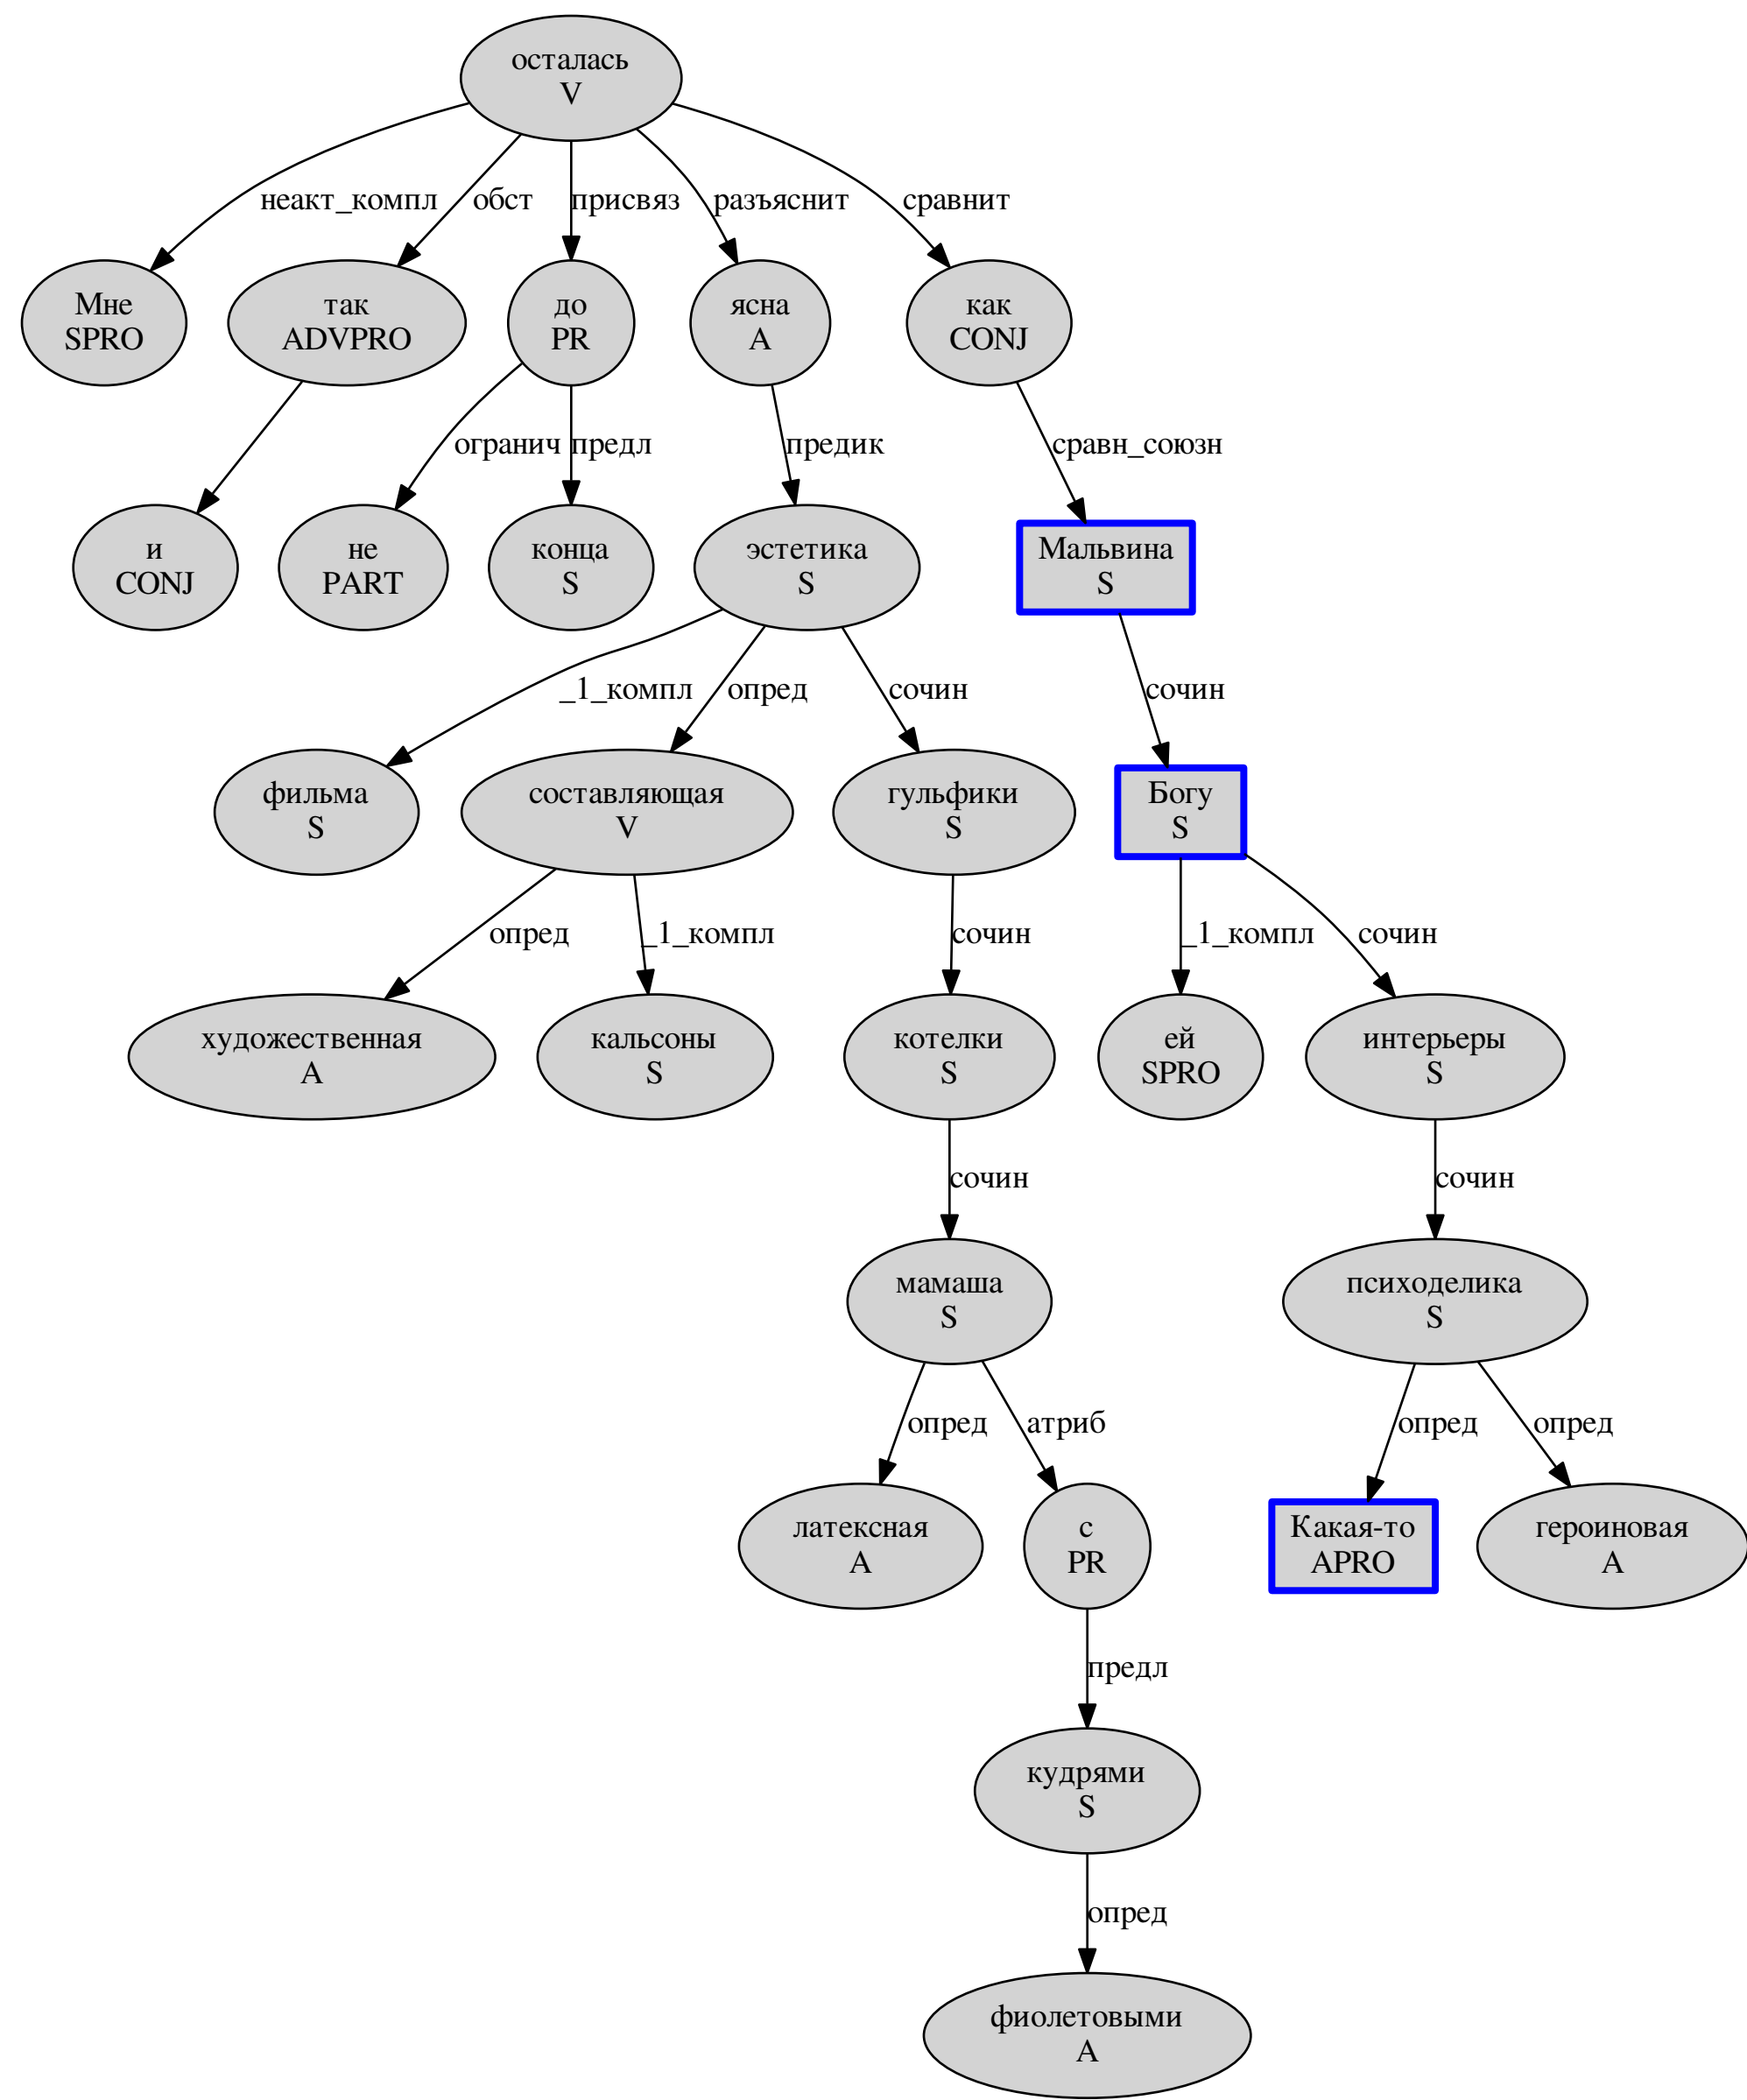 осталась
V
неакт_компл
обст
присвяз
разъяснит
сравнит
Мне
SPRO
так
ADVPRO
до
PR
ясна
A
как
CONJ
огранич
предл
предик
сравн_союзн
и
CONJ
не
PART
конца
S
эстетика
S
Мальвина
S
_1_компл
опред
сочин
сочин
фильма
S
составляющая
V
гульфики
S
Богу
S
опред
_1_компл
сочин
_1_компл
сочин
художественная
A
кальсоны
S
котелки
S
ей
SPRO
интерьеры
S
сочин
сочин
мамаша
S
психоделика
S
опред
атриб
опред
опред
латексная
A
с
PR
Какая-то
APRO
героиновая
A
предл
кудрями
S
опред
фиолетовыми
A